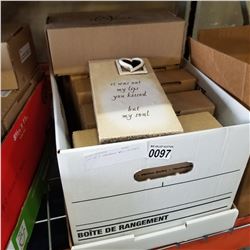 it was not
my lips
you kissed
but
my soul
0097
BOÎTE DE RANGEMENT